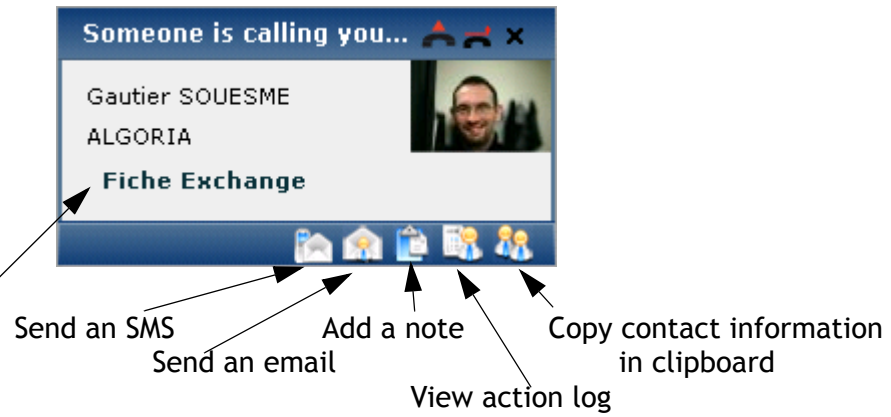 Someone is calling you...
Gautier SOUESME
ALGORIA
Fiche Exchange
Send an SMS
Add a note
Copy contact information
in clipboard
Send an email
View action log